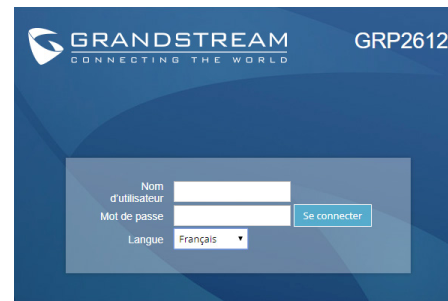 GRANDSTREAM
CONNECTING THE WORLD
GRP2612
Nom
d'utilisateur
Mot de passe
Se connecter
Langue
Français